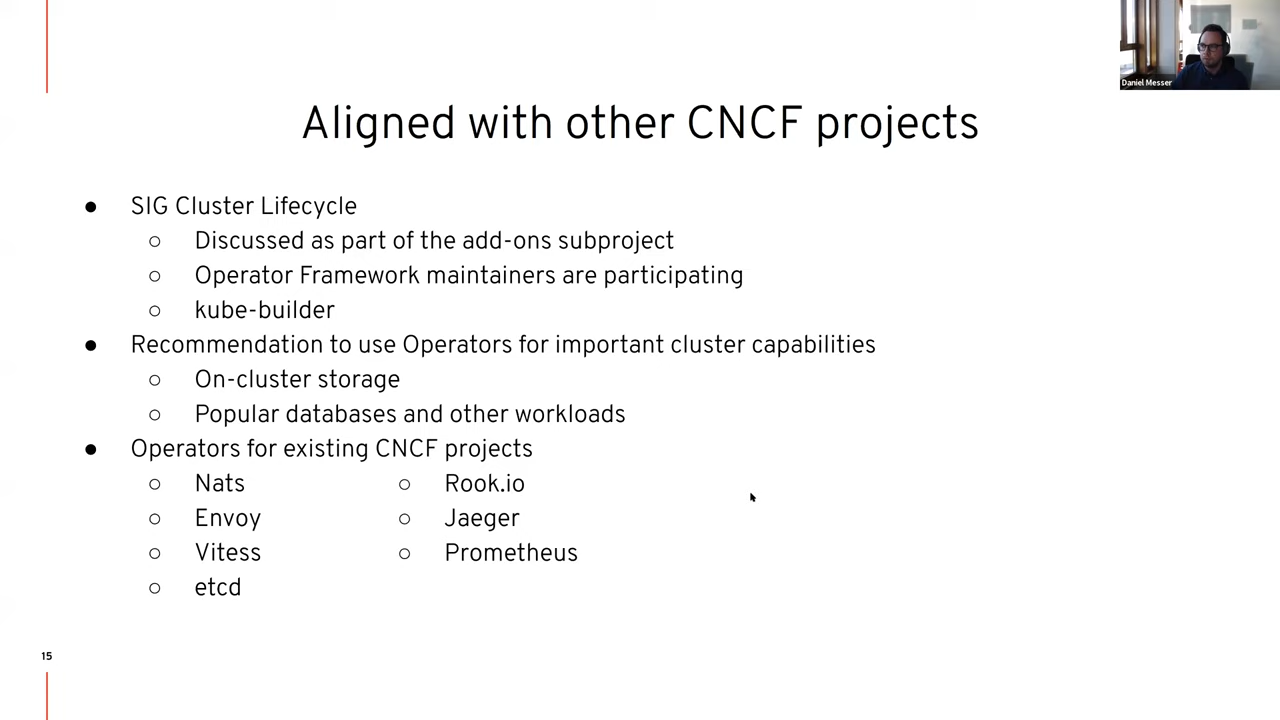 Daniel Messer
Aligned with other CNCF projects
● SIG Cluster Lifecycle
○ Discussed as part of the add-ons subproject
○ Operator Framework maintainers are participating
○ kube-builder
● Recommendation to use Operators for important cluster capabilities
○ On-cluster storage
○ Popular databases and other workloads
● Operators for existing CNCF projects
○ Nats
○ Envoy
○ Vitess
○ etcd
○ Rook.io
○ Jaeger
○ Prometheus
15